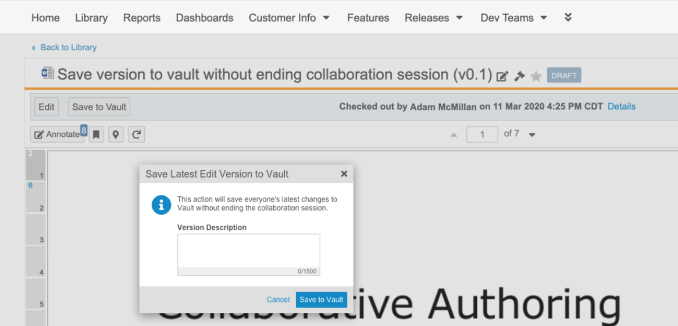 Home Library Reports Dashboards Customer Info Features Releases Dev Teams
« Back to Library
Save version to vault without ending collaboration session (v0.1)
DRAFT
Edit Save to Vault Checked out by Adam McMillan on 11 Mar 2020 4:25 PM CDT Details
Annotate 8 1 of 7
2
1
6
2
3
4
5
Save Latest Edit Version to Vault
This action will save everyone's latest changes to
Vault without ending the collaboration session.
Version Description
0/1500
Cancel Save to Vault
Collaborative Authoring